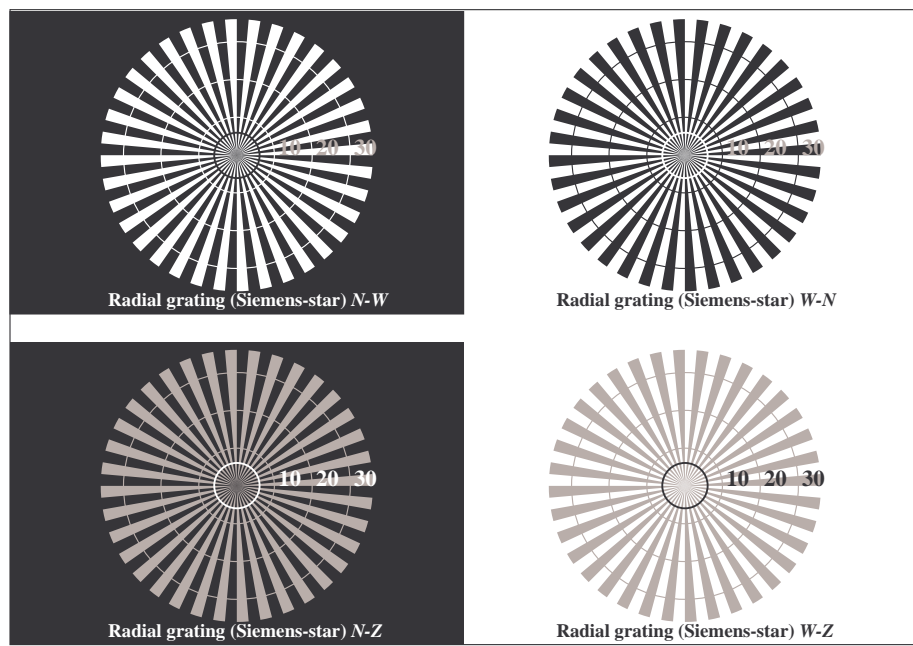 10 20 30
Radial grating (Siemens-star) N-W
10 20 30
Radial grating (Siemens-star) W-N
10 20 30
Radial grating (Siemens-star) N-Z
10 20 30
Radial grating (Siemens-star) W-Z